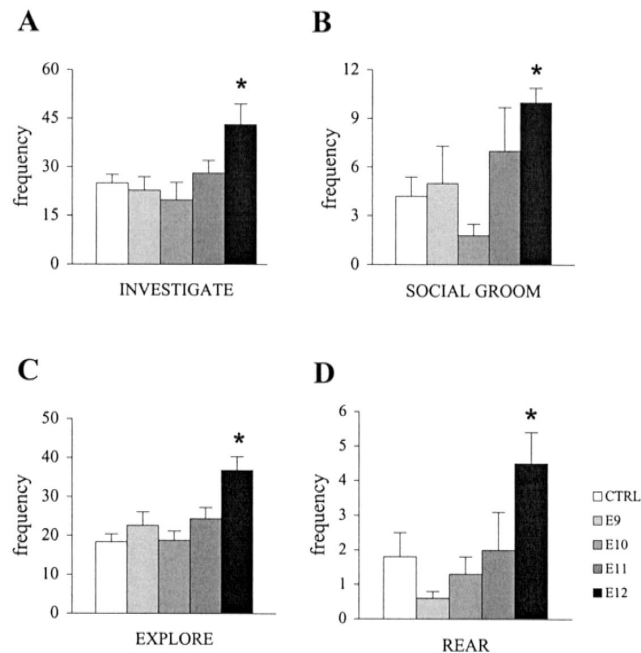 A
60
45
30
15
0
frequency
*
INVESTIGATE
B
12
9
6
3
0
frequency
*
SOCIAL GROOM
C
50
40
30
20
10
0
frequency
*
EXPLORE
D
6
5
4
3
2
1
0
frequency
*
REAR
CTRL
E9
E10
E11
E12